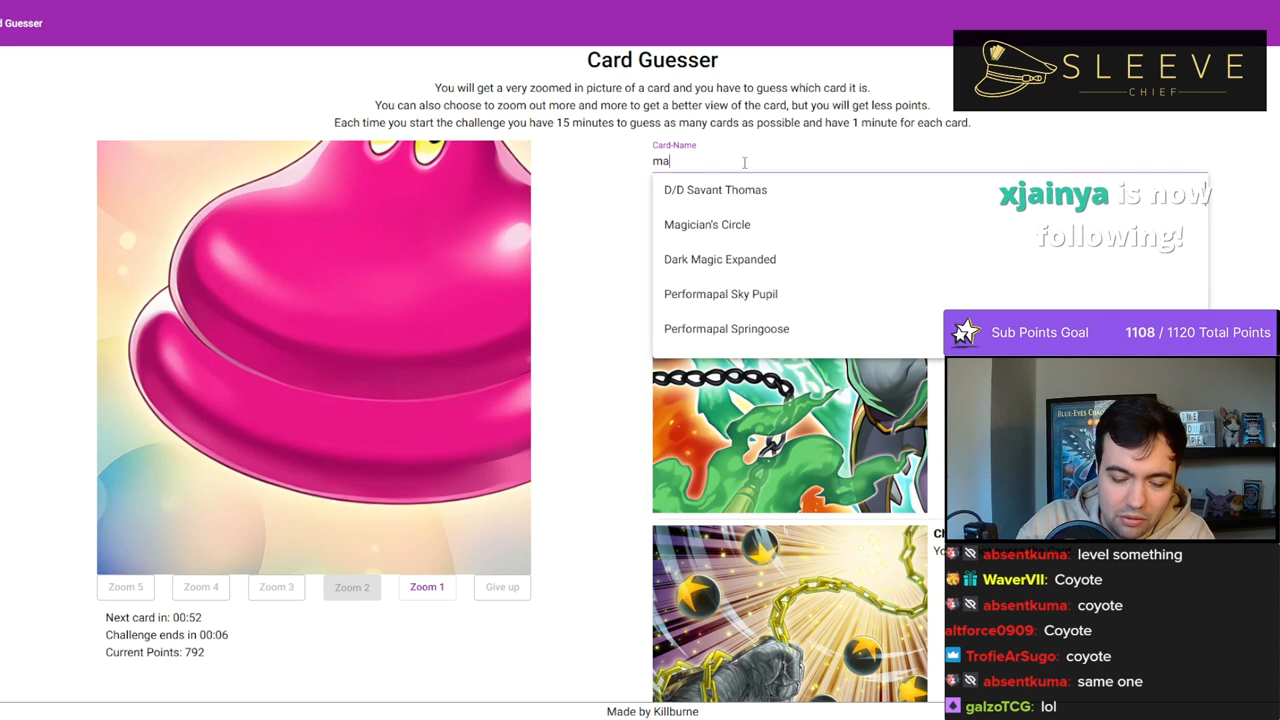 d Guesser
Card Guesser
You will get a very zoomed in picture of a card and you have to guess which card it is.
You can also choose to zoom out more and more to get a better view of the card, but you will get less points.
Each time you start the challenge you have 15 minutes to guess as many cards as possible and have 1 minute for each card.
SLEEVE
CHIEF
Card-Name
ma
D/D Savant Thomas
Magician's Circle
Dark Magic Expanded
Performapal Sky Pupil
Performapal Springoose
xjainya is now
following!
Sub Points Goal 1108 / 1120 Total Points
Zoom 5 Zoom 4 Zoom 3 Zoom 2 Zoom 1 Give up
Next card in: 00:52
Challenge ends in 00:06
Current Points: 792
absentkuma: level something
WaverVII: Coyote
absentkuma: coyote
altforce0909: Coyote
TrofieArSugo: coyote
absentkuma: same one
galzoTCG: lol
Made by Killburne